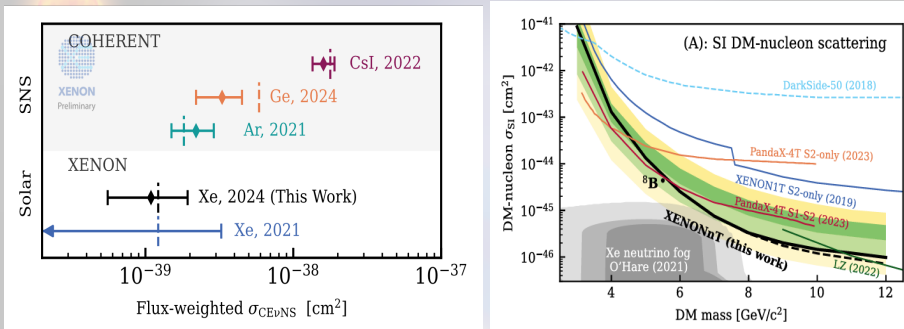 COHERENT
XENON
Preliminary
CsI, 2022
Ge, 2024
Ar, 2021
SNS
XENON
Solar
Xe, 2024 (This Work)
Xe, 2021
10⁻³⁹
10⁻³⁸
10⁻³⁷
Flux-weighted σCEνNS [cm²]
(A): SI DM-nucleon scattering
DarkSide-50 (2018)
PandaX-4T S2-only (2023)
XENON1T S2-only (2019)
PandaX-4T S1-S2 (2023)
⁸B
XENONnT (this work)
LZ (2022)
Xe neutrino fog
O'Hare (2021)
DM-nucleon σSI [cm²]
10⁻⁴¹
10⁻⁴²
10⁻⁴³
10⁻⁴⁴
10⁻⁴⁵
10⁻⁴⁶
4
6
8
10
12
DM mass [GeV/c²]